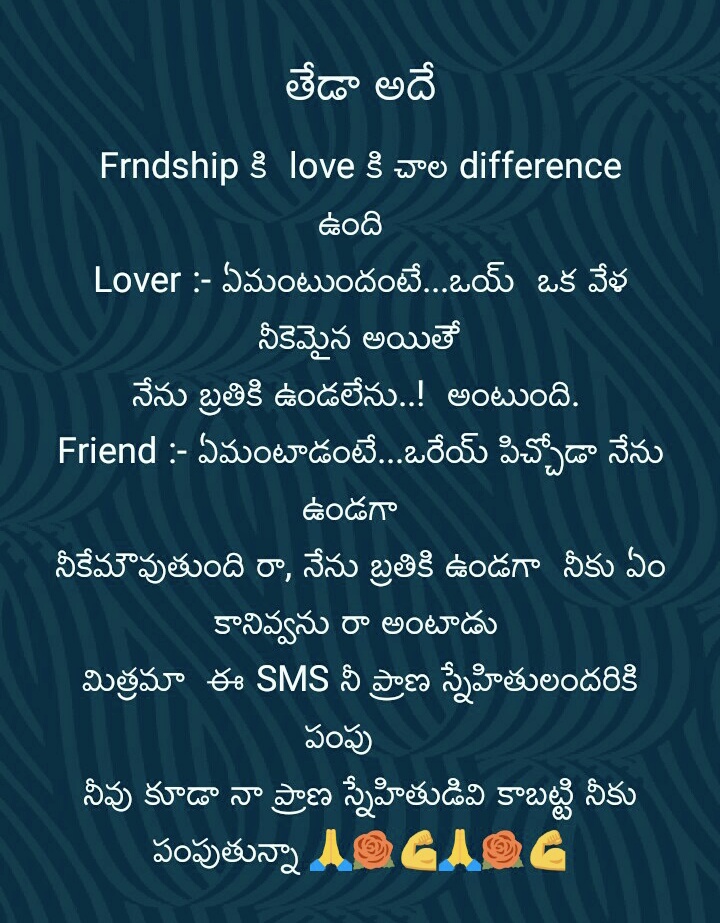 తేడా అదే
Frndship కి love కి చాల difference
ఉంది
Lover :- ఏమంటుందంటే...ఒయ్ ఒక వేళ
నీకెమైన అయితే
నేను బ్రతికి ఉండలేను..! అంటుంది.
Friend :- ఏమంటాడంటే...ఒరేయ్ పిచ్చోడా నేను
ఉండగా
నీకేమౌవుతుంది రా, నేను బ్రతికి ఉండగా నీకు ఏం
కానివ్వను రా అంటాడు
మిత్రమా ఈ SMS నీ ప్రాణ స్నేహితులందరికి
పంపు
నీవు కూడా నా ప్రాణ స్నేహితుడివి కాబట్టి నీకు
పంపుతున్నా 🙏🌹💪🙏🌹💪